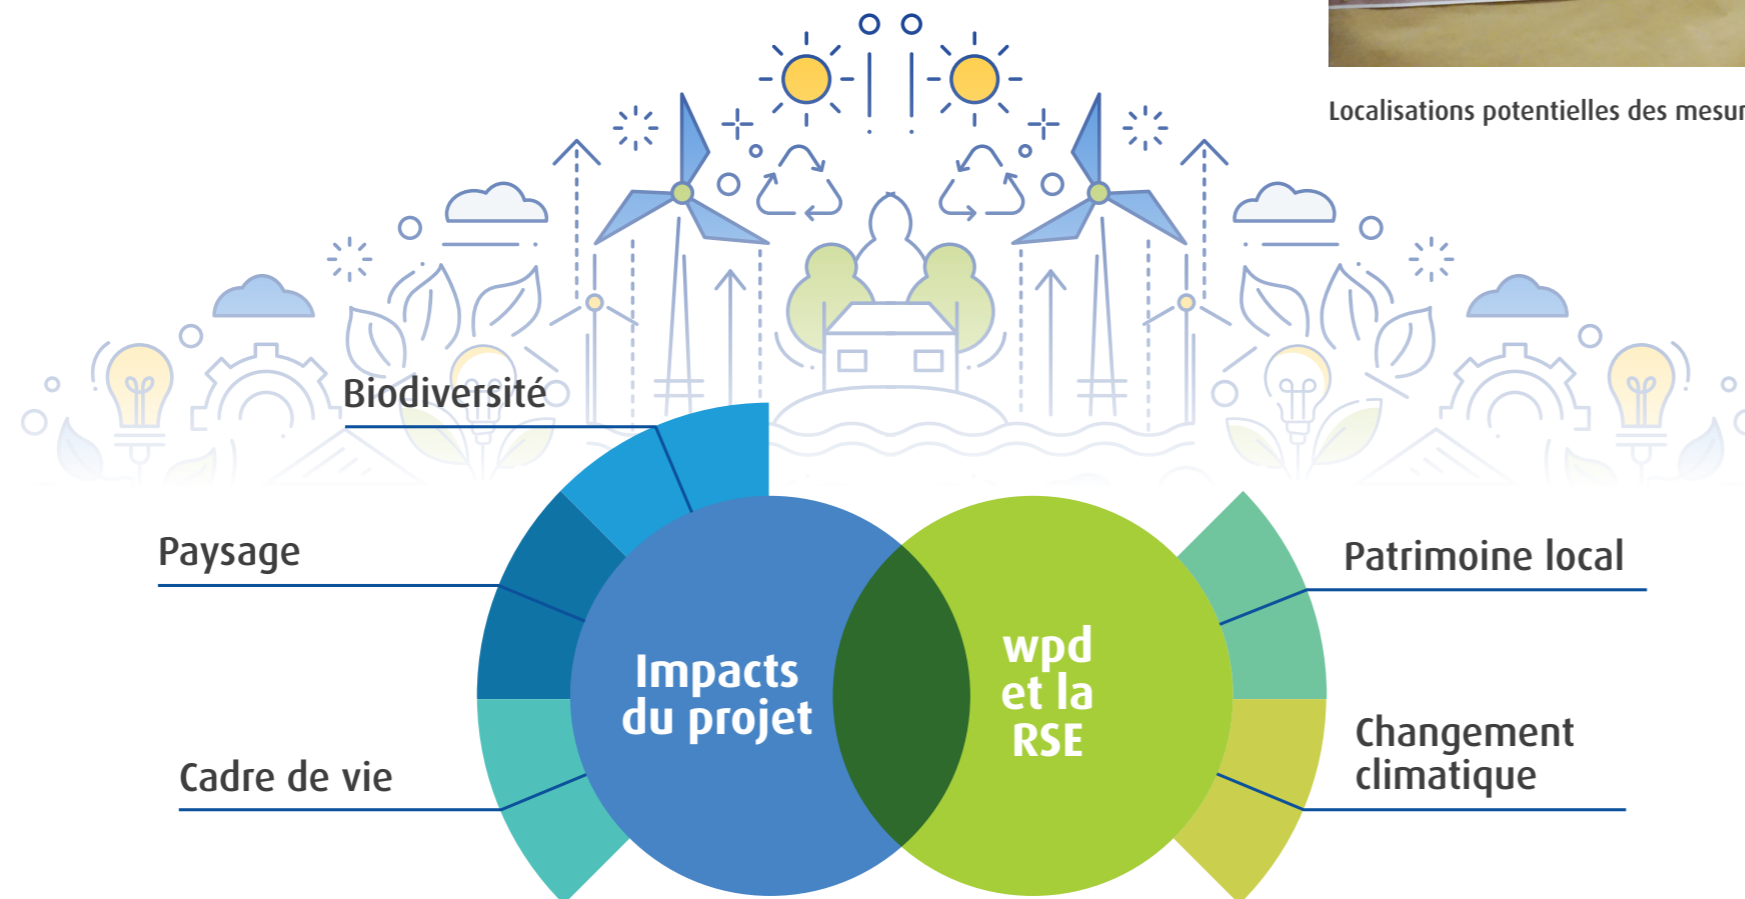 Localisations potentielles des
Biodiversité
Paysage
Cadre de vie
Impacts
du projet
wpd
et la
RSE
Patrimoine local
Changement
climatique